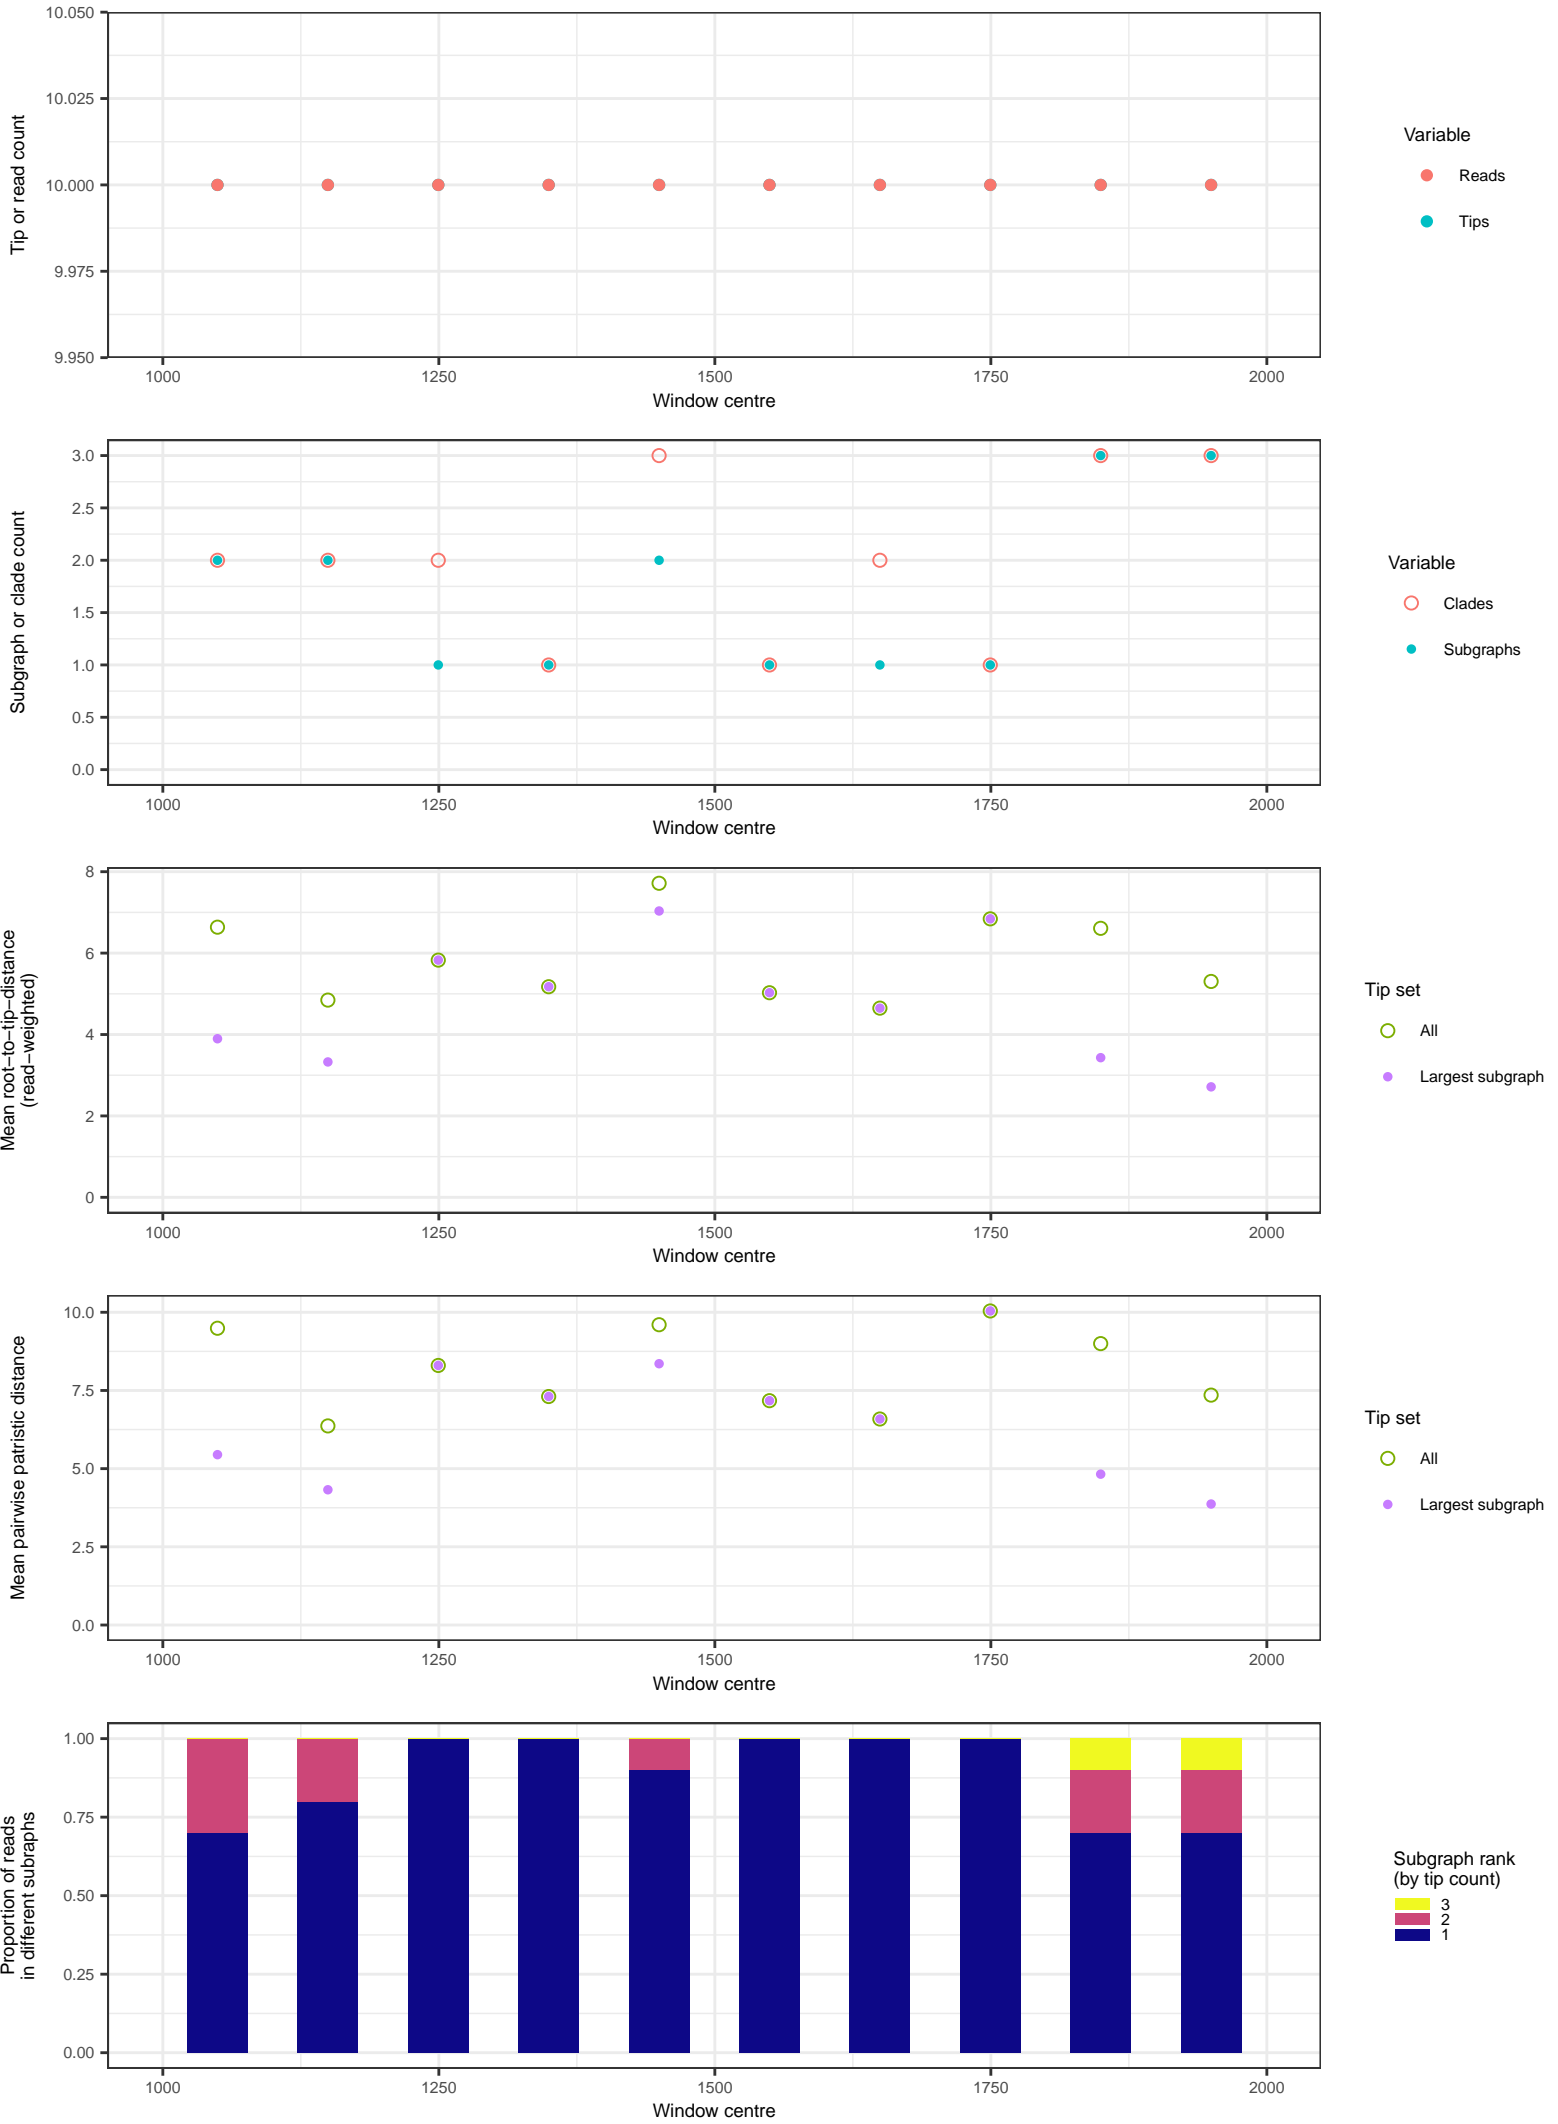 10.050
10.025
10.000
9.975
9.950
Tip or read count
1000 1250 1500 1750 2000
Window centre
Variable
Reads
Tips
3.0
2.5
2.0
1.5
1.0
0.5
0.0
Subgraph or clade count
1000 1250 1500 1750 2000
Window centre
Variable
Clades
Subgraphs
8
6
4
2
0
Mean root−to−tip−distance
(read−weighted)
1000 1250 1500 1750 2000
Window centre
Tip set
All
Largest subgraph
10.0
7.5
5.0
2.5
0.0
Mean pairwise patristic distance
1000 1250 1500 1750 2000
Window centre
Tip set
All
Largest subgraph
1.00
0.75
0.50
0.25
0.00
Proportion of reads
in different subraphs
1000 1250 1500 1750 2000
Window centre
Subgraph rank
(by tip count)
3
2
1